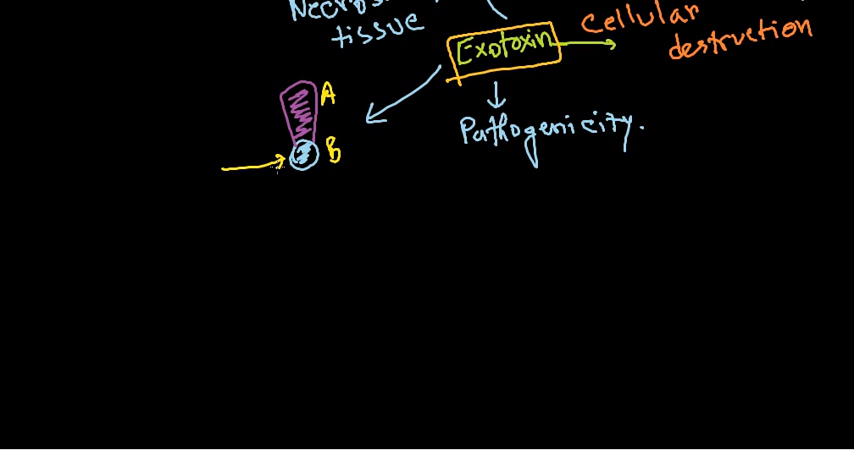 tissue
Exotoxin
Cellular
destruction
A
B
Pathogenicity.